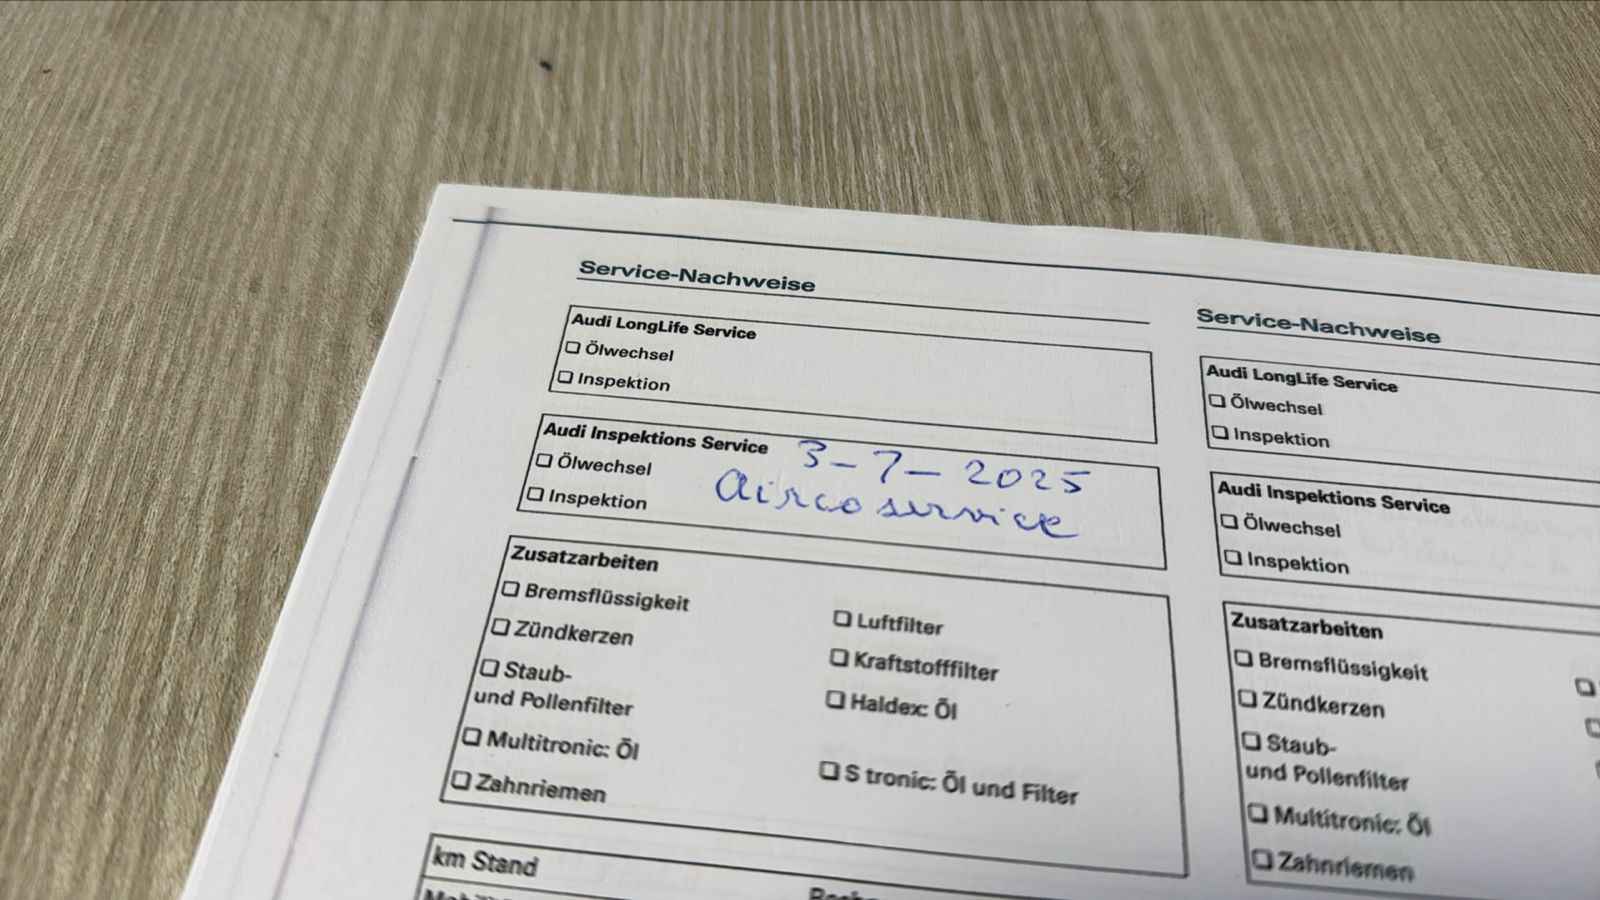 Service-Nachweise
Audi LongLife Service
Ölwechsel
Inspektion
Audi Inspektions Service 3-7-2025
Ölwechsel
Aircoservice
Inspektion
Zusatzarbeiten
Bremsflüssigkeit
Zündkerzen
Staub-
und Pollenfilter
Multitronic: Öl
Zahnriemen
Luftfilter
Kraftstofffilter
Haldex: Öl
S tronic: Öl und Filter
km Stand
Service-Nachweise
Audi LongLife Service
Ölwechsel
Inspektion
Audi Inspektions Service
Ölwechsel
Inspektion
Zusatzarbeiten
Bremsflüssigkeit
Zündkerzen
Staub-
und Pollenfilter
Multitronic: Öl
Zahnriemen